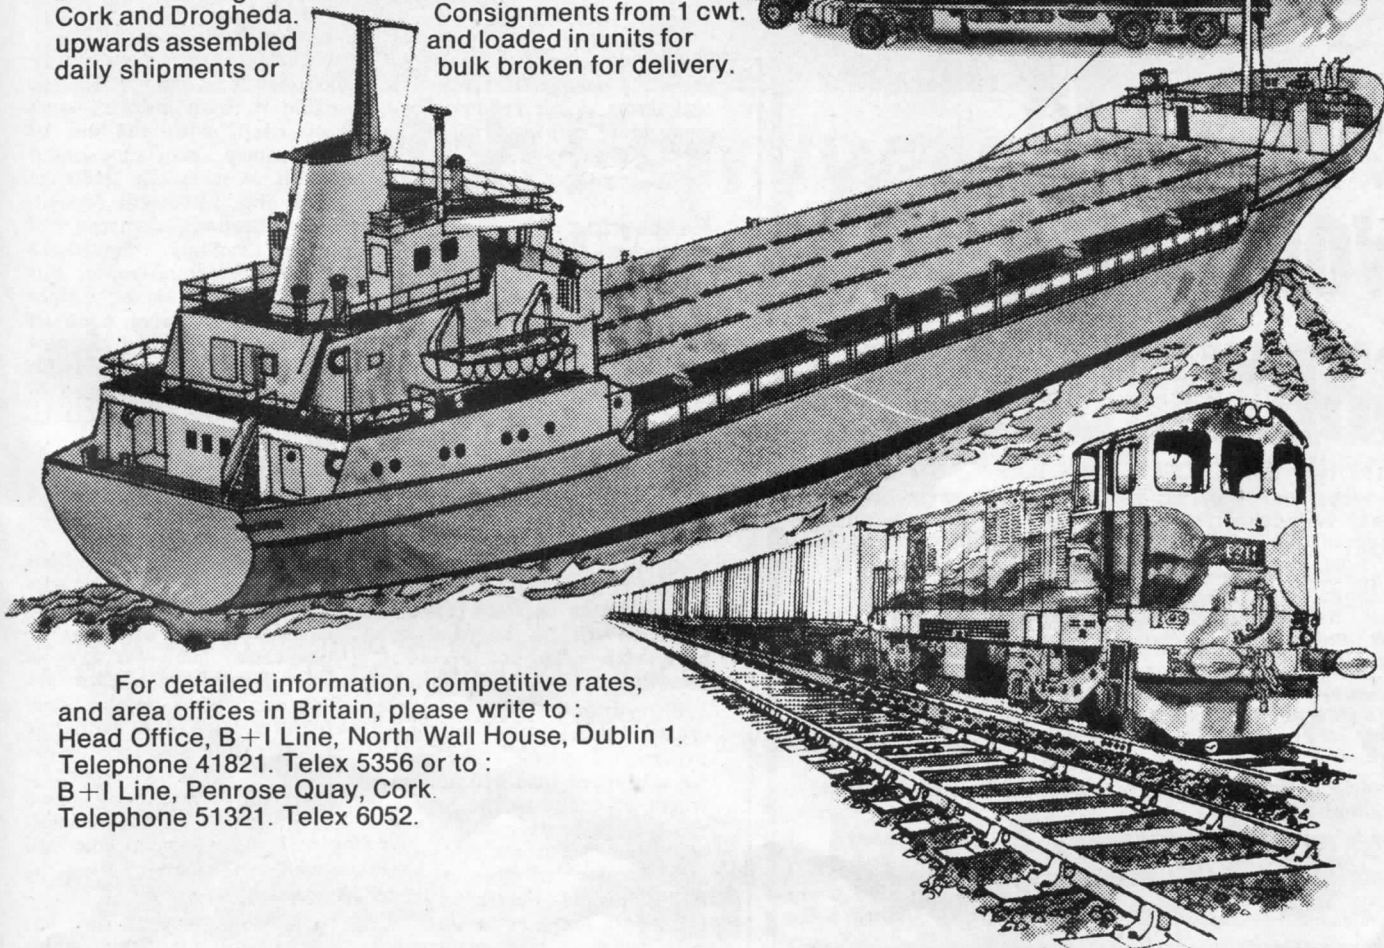 Cork and Drogheda.
upwards assembled
daily shipments or
Consignments from 1 cwt.
and loaded in units for
bulk broken for delivery.
For detailed information, competitive rates,
and area offices in Britain, please write to :
Head Office, B+I Line, North Wall House, Dublin 1.
Telephone 41821. Telex 5356 or to :
B+I Line, Penrose Quay, Cork.
Telephone 51321. Telex 6052.